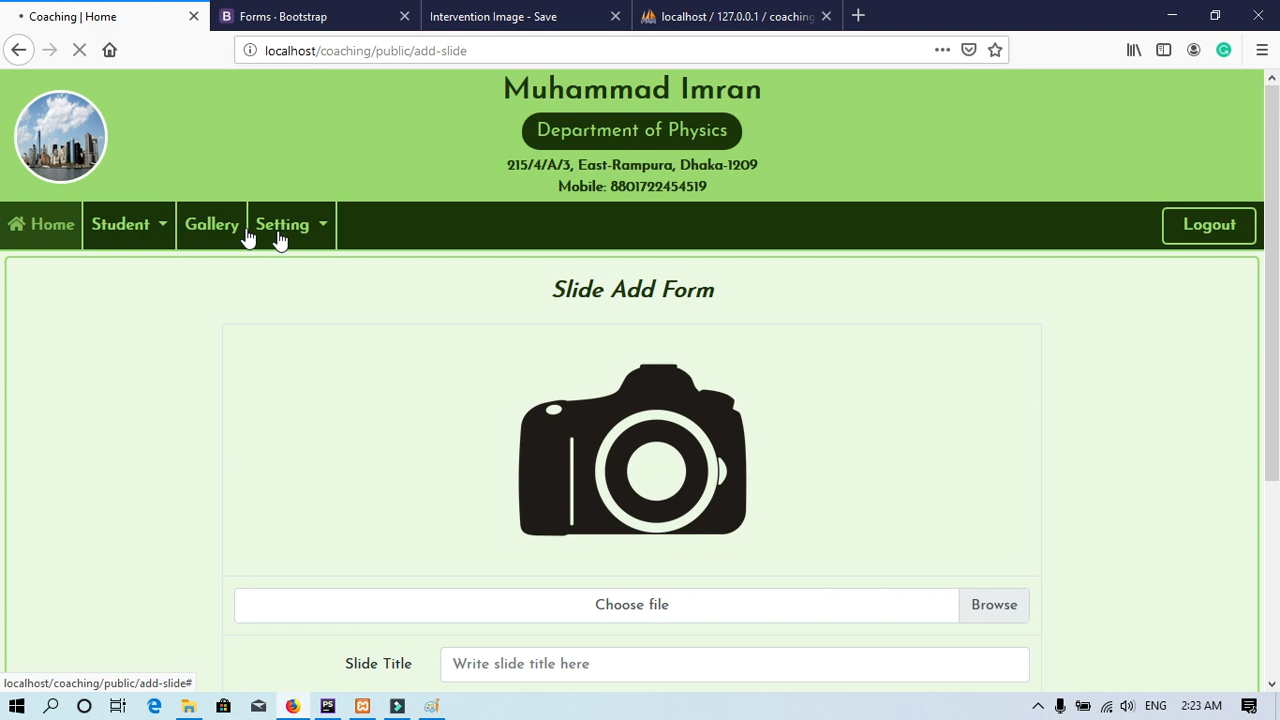 Coaching | Home
Forms · Bootstrap
Intervention Image - Save
localhost / 127.0.0.1 / coaching
localhost/coaching/public/add-slide
Muhammad Imran
Department of Physics
215/4/A/3, East-Rampura, Dhaka-1209
Mobile: 8801722454519
Home
Student
Gallery
Setting
Logout
Slide Add Form
Choose file
Browse
Slide Title
Write slide title here
localhost/coaching/public/add-slide#
ENG
2:23 AM